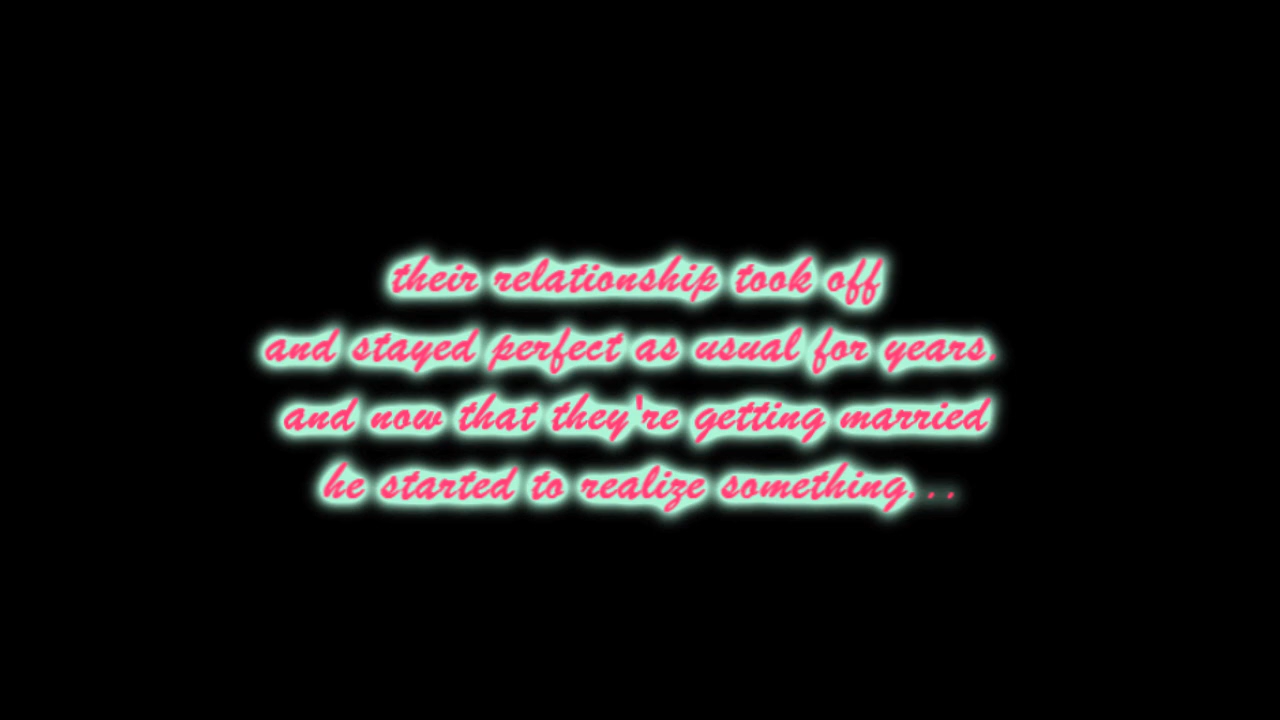 their relationship took off
and stayed perfect as usual for years.
and now that they're getting married
he started to realize something...